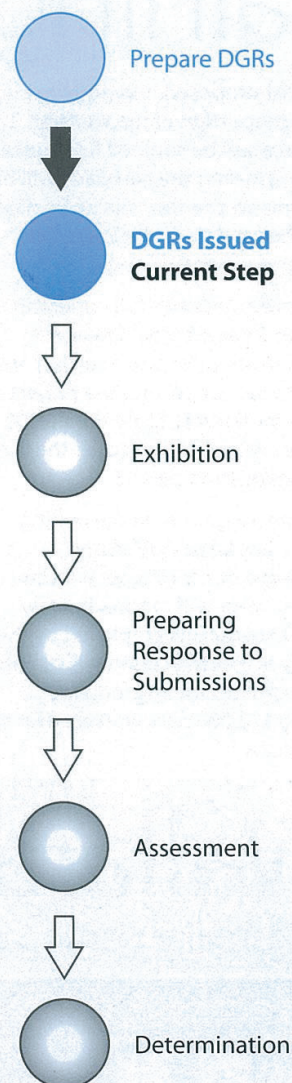 Prepare DGRs
DGRs Issued
Current Step
Exhibition
Preparing
Response to
Submissions
Assessment
Determination